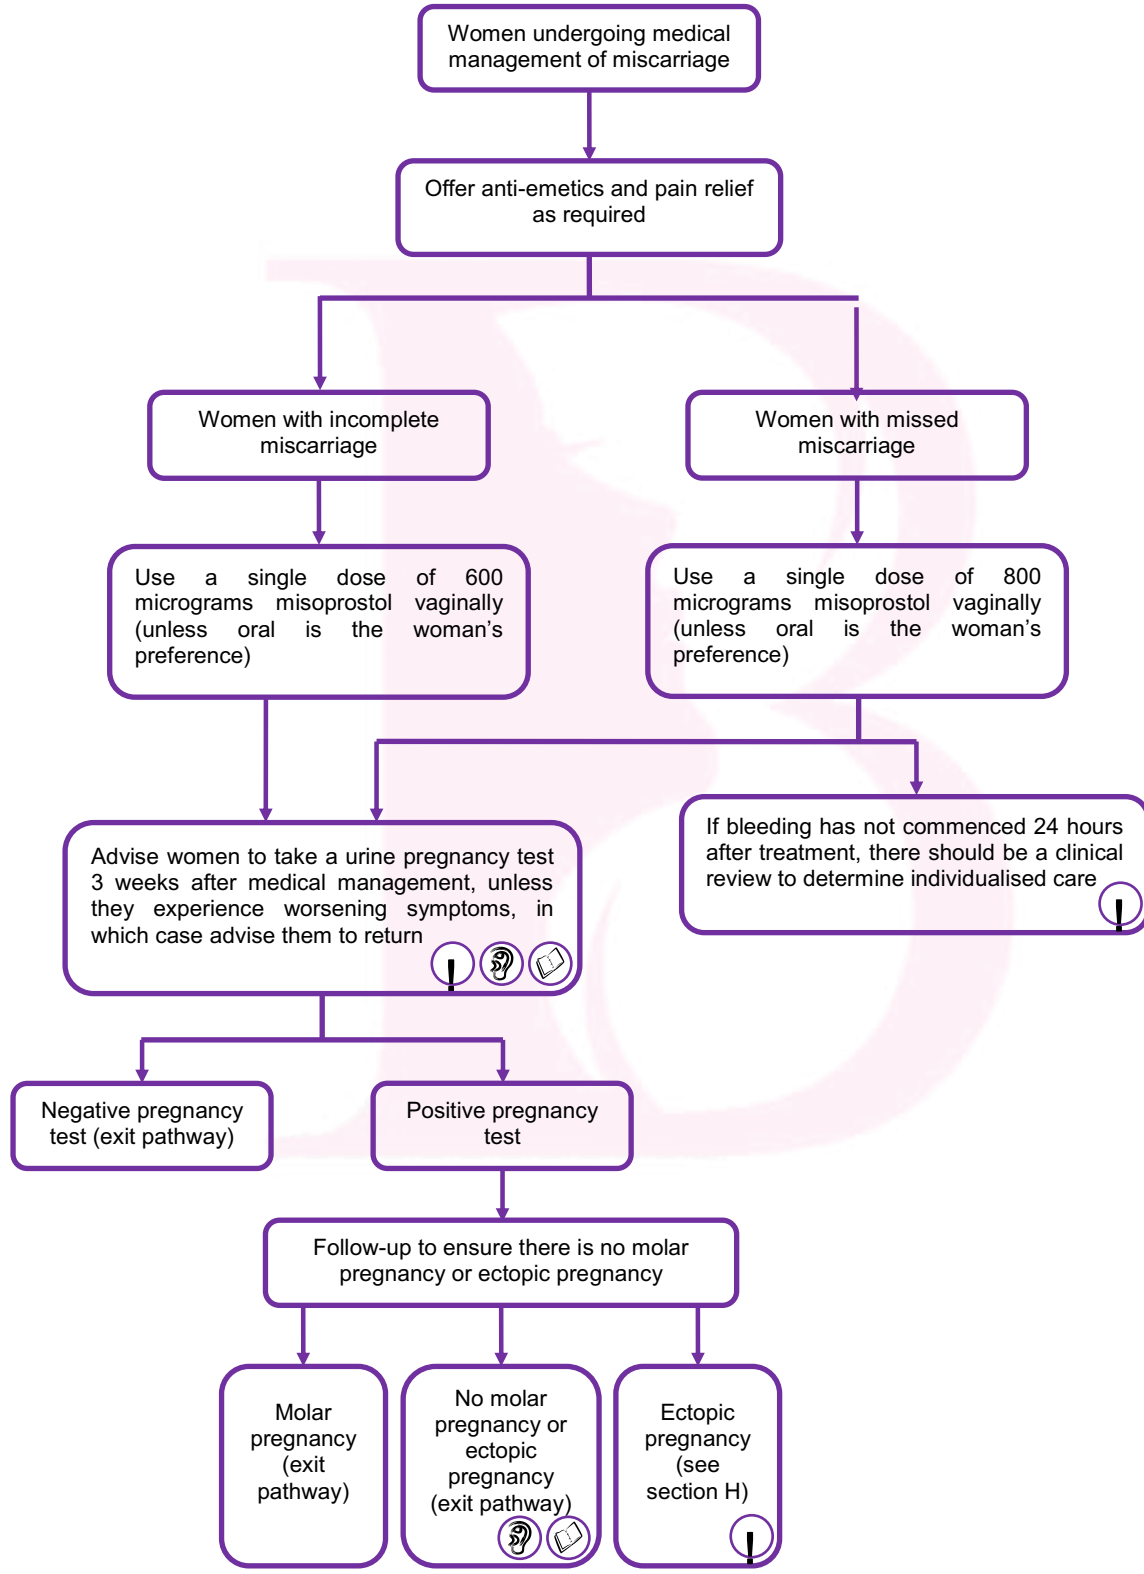 Women undergoing medical
management of miscarriage
Offer anti-emetics and pain relief
as required
Women with incomplete
miscarriage
Women with missed
miscarriage
Use a single dose of 600
micrograms misoprostol vaginally
(unless oral is the woman's
preference)
Use a single dose of 800
micrograms misoprostol vaginally
(unless oral is the woman's
preference)
If bleeding has not commenced 24 hours
after treatment, there should be a clinical
review to determine individualised care
!
Advise women to take a urine pregnancy test
3 weeks after medical management, unless
they experience worsening symptoms, in
which case advise them to return
!
Negative pregnancy
test (exit pathway)
Positive pregnancy
test
Follow-up to ensure there is no molar
pregnancy or ectopic pregnancy
Molar
pregnancy
(exit
pathway)
No molar
pregnancy or
ectopic
pregnancy
(exit pathway)
Ectopic
pregnancy
(see
section H)
!